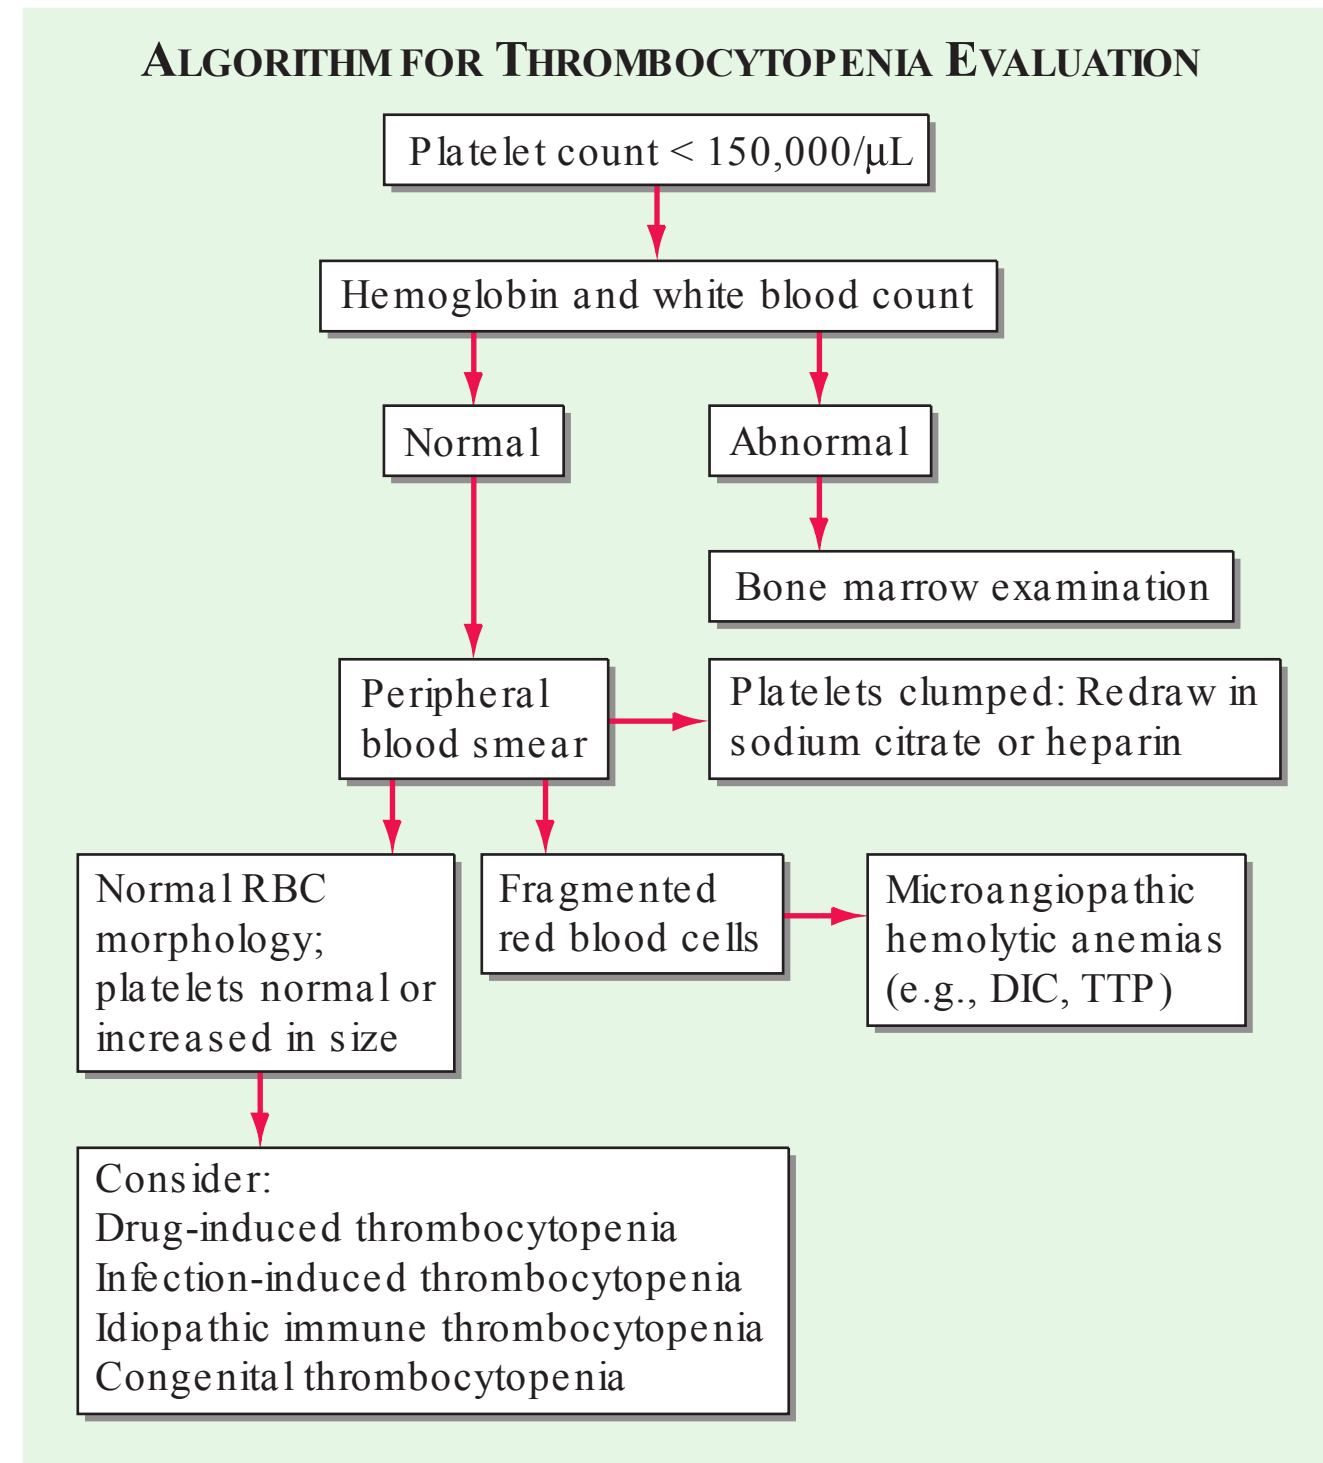 ALGORITHM FOR THROMBOCYTOPENIA EVALUATION
Platelet count < 150,000/μL
Hemoglobin and white blood count
Normal
Abnormal
Bone marrow examination
Peripheral
blood smear
Platelets clumped: Redraw in
sodium citrate or heparin
Normal RBC
morphology;
platelets normal or
increased in size
Fragmented
red blood cells
Microangiopathic
hemolytic anemias
(e.g., DIC, TTP)
Consider:
Drug-induced thrombocytopenia
Infection-induced thrombocytopenia
Idiopathic immune thrombocytopenia
Congenital thrombocytopenia